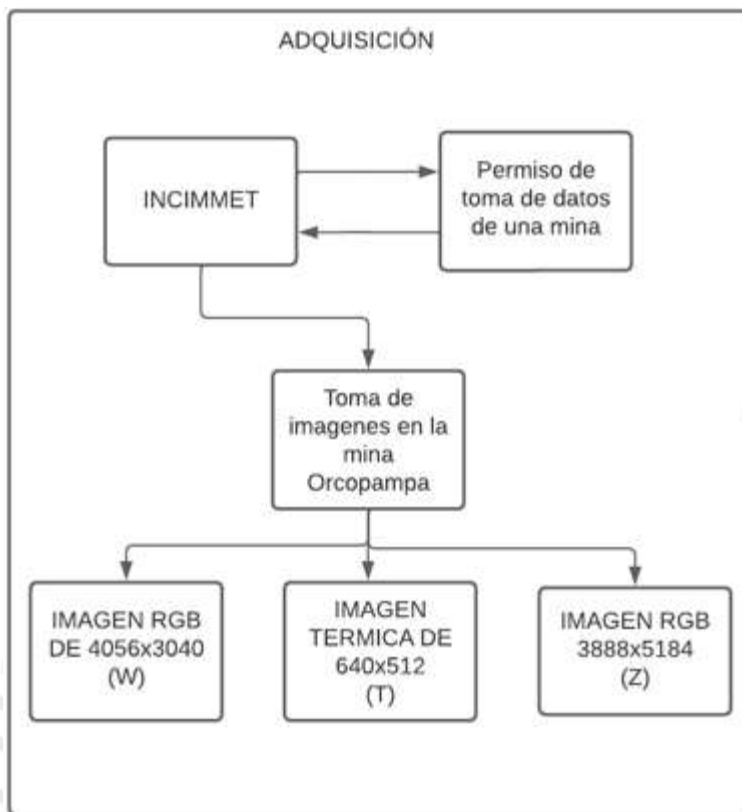 ADQUISICIÓN
INCIMMET
Permiso de
toma de datos
de una mina
Toma de
imagenes en la
mina
Orcopampa
IMAGEN RGB
DE 4056x3040
(W)
IMAGEN
TERMICA DE
640x512
(T)
IMAGEN RGB
3888x5184
(Z)